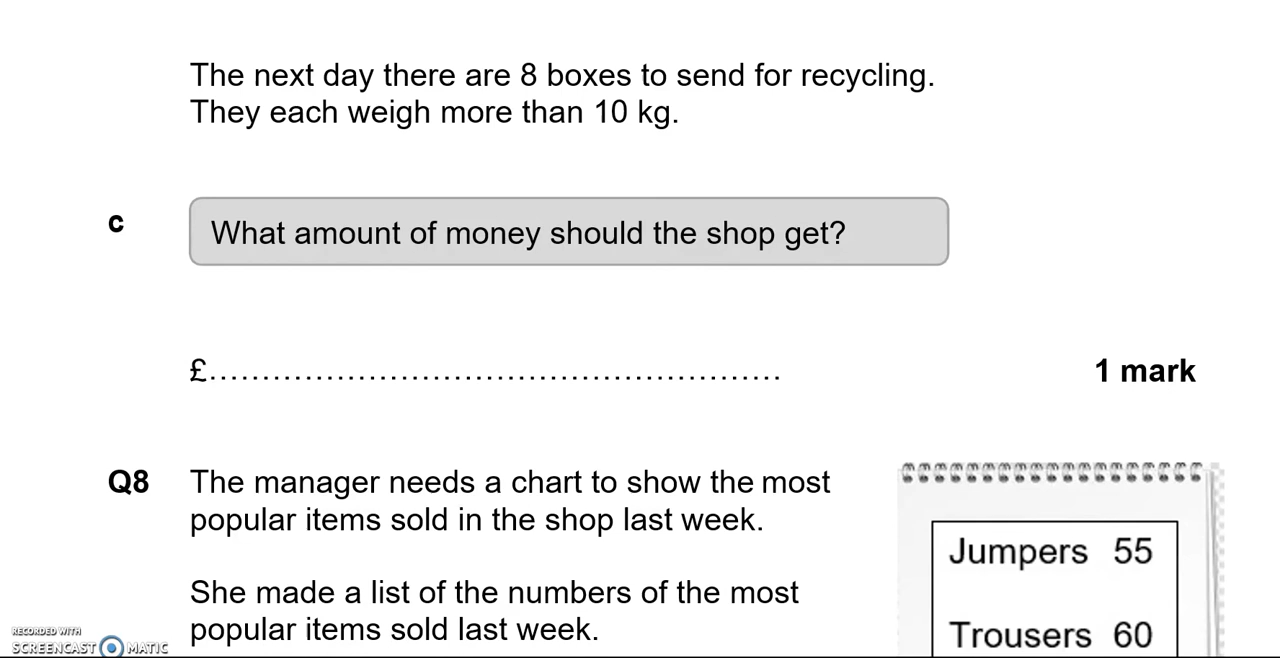 The next day there are 8 boxes to send for recycling.
They each weigh more than 10 kg.
c
What amount of money should the shop get?
£......................................................
1 mark
Q8 The manager needs a chart to show the most
popular items sold in the shop last week.
She made a list of the numbers of the most
popular items sold last week.
Jumpers 55
Trousers 60
RECORDED WITH
SCREENCAST MATIC